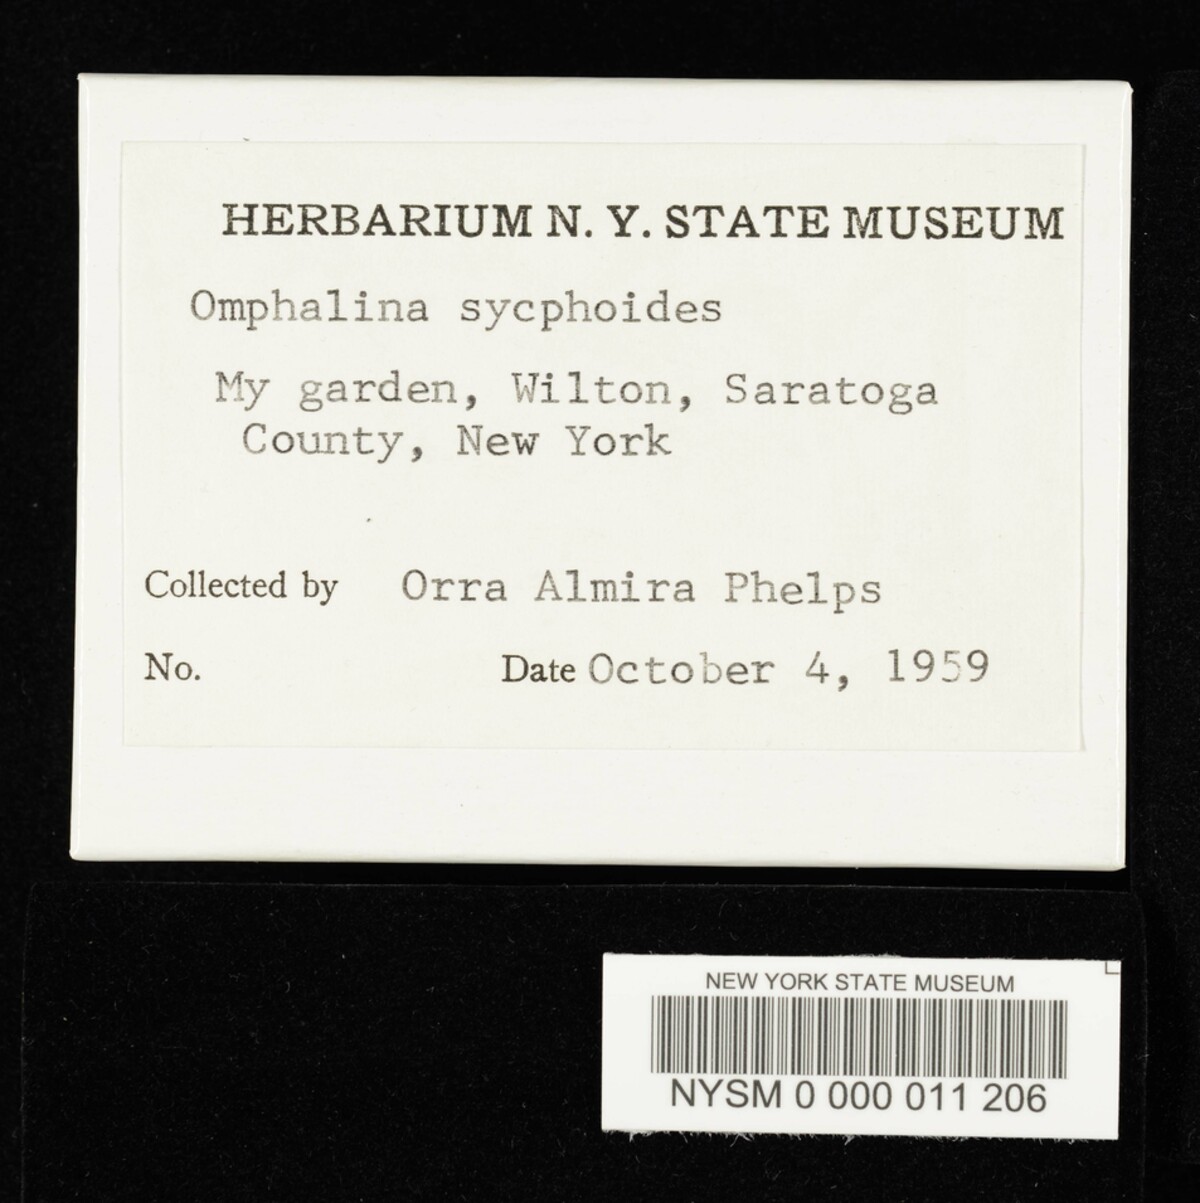 HERBARIUM N. Y. STATE MUSEUM
Omphalina sycphoides
My garden, Wilton, Saratoga
County, New York
Collected by Orra Almira Phelps
No. Date October 4, 1959
NEW YORK STATE MUSEUM
NYSM 0 000 011 206